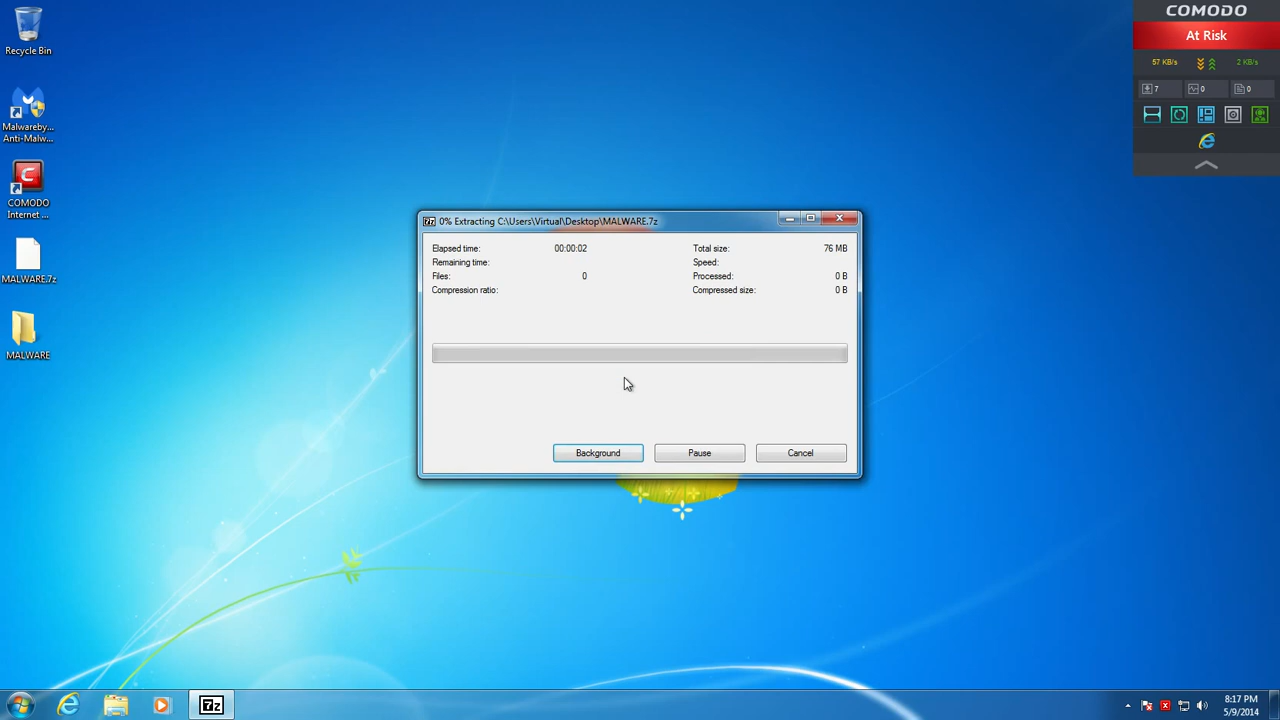 Recycle Bin
Malwareby...
Anti-Malw...
COMODO
Internet ...
MALWARE.7z
MALWARE
0% Extracting C:\Users\Virtual\Desktop\MALWARE.7z
Elapsed time: 00:00:02 Total size: 76 MB
Remaining time: Speed:
Files: 0 Processed: 0 B
Compression ratio: Compressed size: 0 B
Background Pause Cancel
COMODO
At Risk
57 KB/s 2 KB/s
7 0 0
7z
8:17 PM
5/9/2014